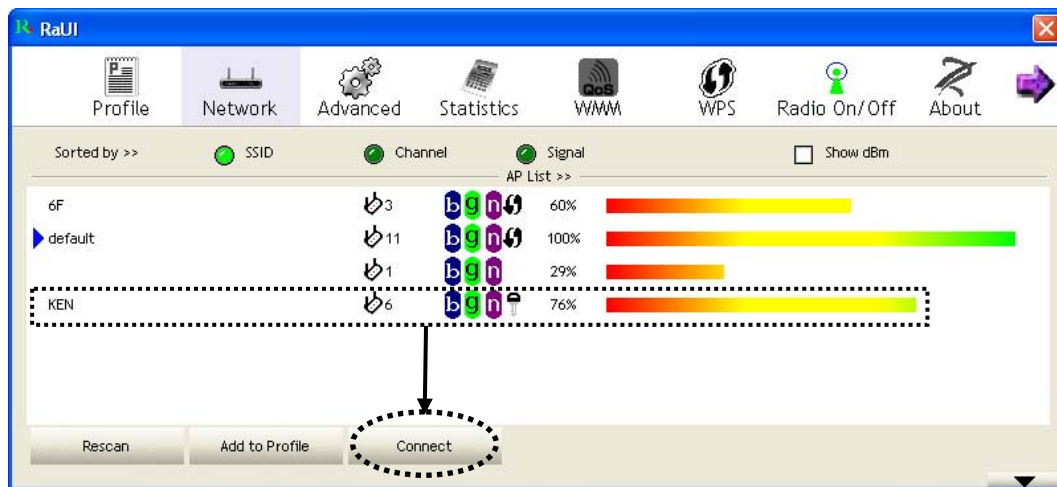 RaUI
Profile Network Advanced Statistics QoS WMM WPS Radio On/Off About
Sorted by >> SSID Channel Signal Show dBm
AP List >>
6F 3 b g n 60%
default 11 b g n 100%
1 b g n 29%
KEN 6 b g n 76%
Rescan Add to Profile Connect